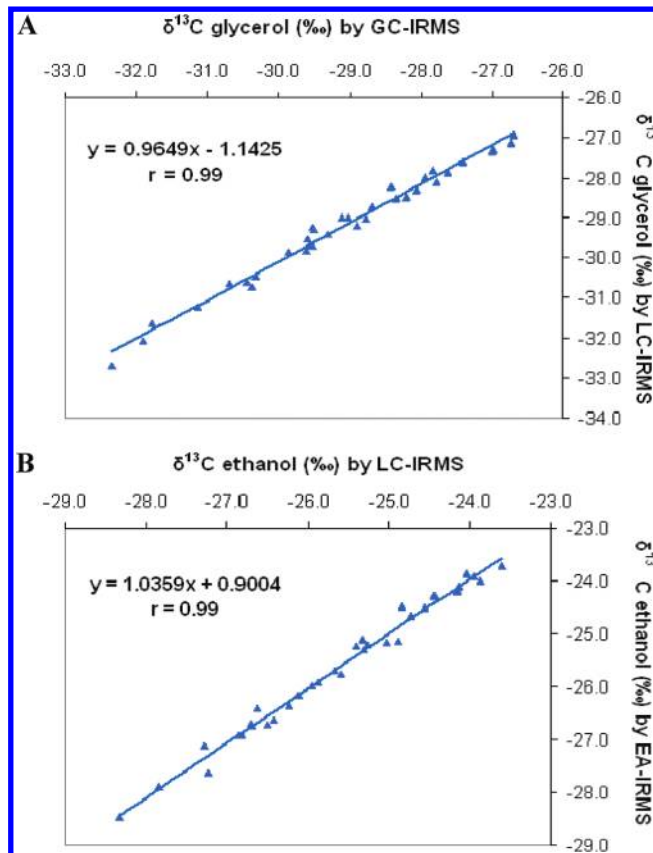 A
δ¹³C glycerol (‰) by GC-IRMS
-33.0 -32.0 -31.0 -30.0 -29.0 -28.0 -27.0 -26.0
-26.0
-27.0
-28.0
-29.0
-30.0
-31.0
-32.0
-33.0
-34.0
y = 0.9649x - 1.1425
r = 0.99
δ¹³ C glycerol (‰) by LC-IRMS
B
δ¹³C ethanol (‰) by LC-IRMS
-29.0 -28.0 -27.0 -26.0 -25.0 -24.0 -23.0
-23.0
-24.0
-25.0
-26.0
-27.0
-28.0
-29.0
y = 1.0359x + 0.9004
r = 0.99
δ¹³ C ethanol (‰) by EA-IRMS